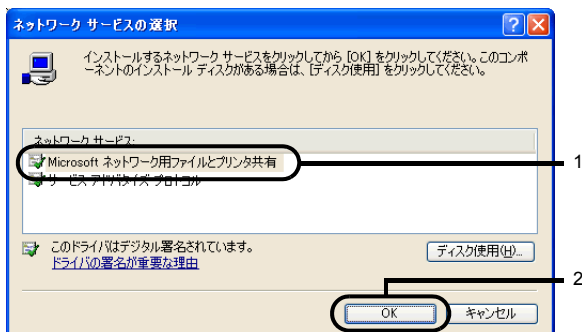 ネットワーク サービスの選択
インストールするネットワーク サービスをクリックしてから [OK] をクリックしてください。このコンポ
ーネントのインストール ディスクがある場合は、[ディスク使用] をクリックしてください。
ネットワーク サービス:
Microsoft ネットワーク用ファイルとプリンタ共有
1
サービス アドバタイズ プロトコル
このドライバはデジタル署名されています。
ディスク使用(H)...
ドライバの署名が重要な理由
2
OK
キャンセル